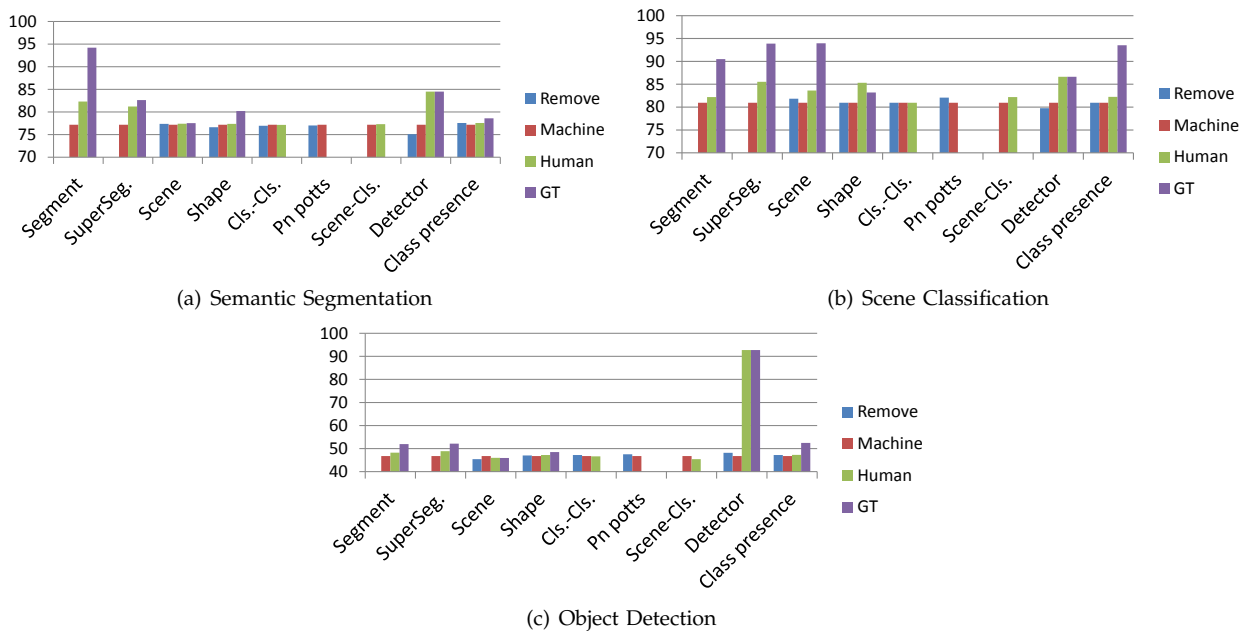 100
95
90
85
80
75
70
Segment
SuperSeg.
Scene
Shape
Cls.-Cls.
Pn potts
Scene-Cls.
Detector
Class presence
Remove
Machine
Human
GT
(a) Semantic Segmentation
100
95
90
85
80
75
70
Segment
SuperSeg.
Scene
Shape
Cls.-Cls.
Pn potts
Scene-Cls.
Detector
Class presence
Remove
Machine
Human
GT
(b) Scene Classification
100
90
80
70
60
50
40
Segment
SuperSeg.
Scene
Shape
Cls.-Cls.
Pn potts
Scene-Cls.
Detector
Class presence
Remove
Machine
Human
GT
(c) Object Detection